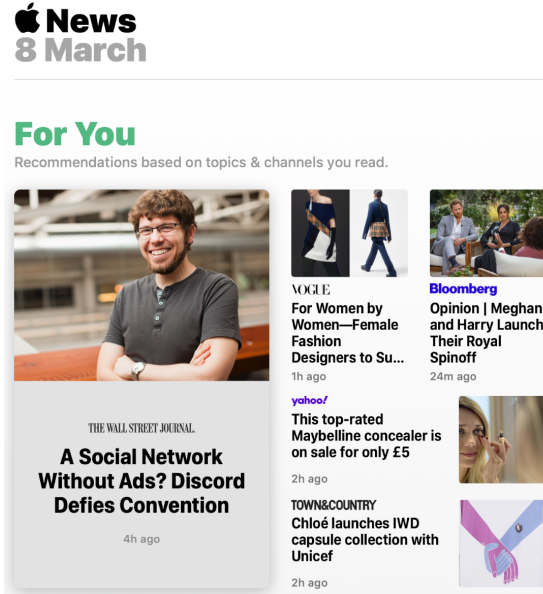 News
8 March
For You
Recommendations based on topics & channels you read.
THE WALL STREET JOURNAL.
A Social Network
Without Ads? Discord
Defies Convention
4h ago
VOGUE
For Women by
Women—Female
Fashion
Designers to Su...
1h ago
Bloomberg
Opinion | Meghan
and Harry Launch
Their Royal
Spinoff
24m ago
yahoo!
This top-rated
Maybelline concealer is
on sale for only £5
2h ago
TOWN&COUNTRY
Chloé launches IWD
capsule collection with
Unicef
2h ago